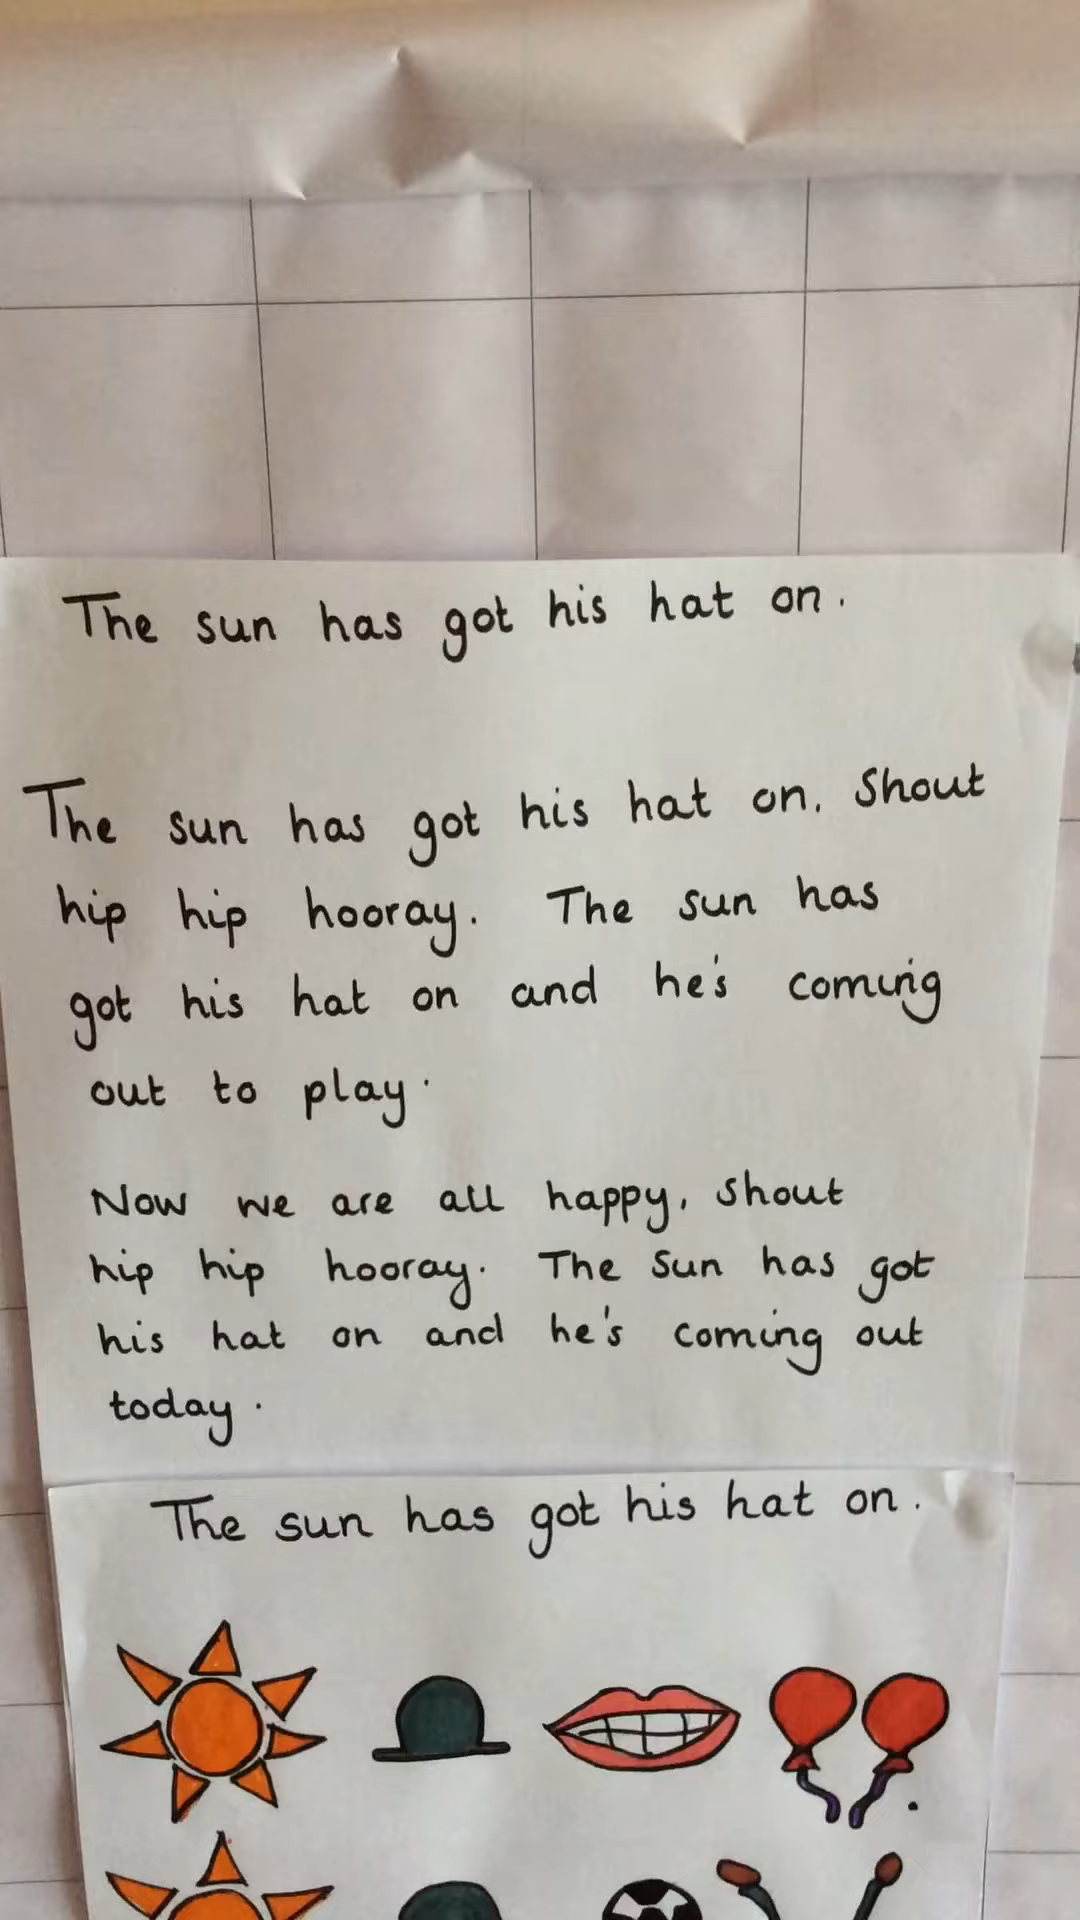 The sun has got his hat on.
The sun has got his hat on. Shout
hip hip hooray. The sun has
got his hat on and he's coming
out to play.
Now we are all happy, shout
hip hip hooray. The Sun has got
his hat on and he's coming out
today.
The sun has got his hat on.